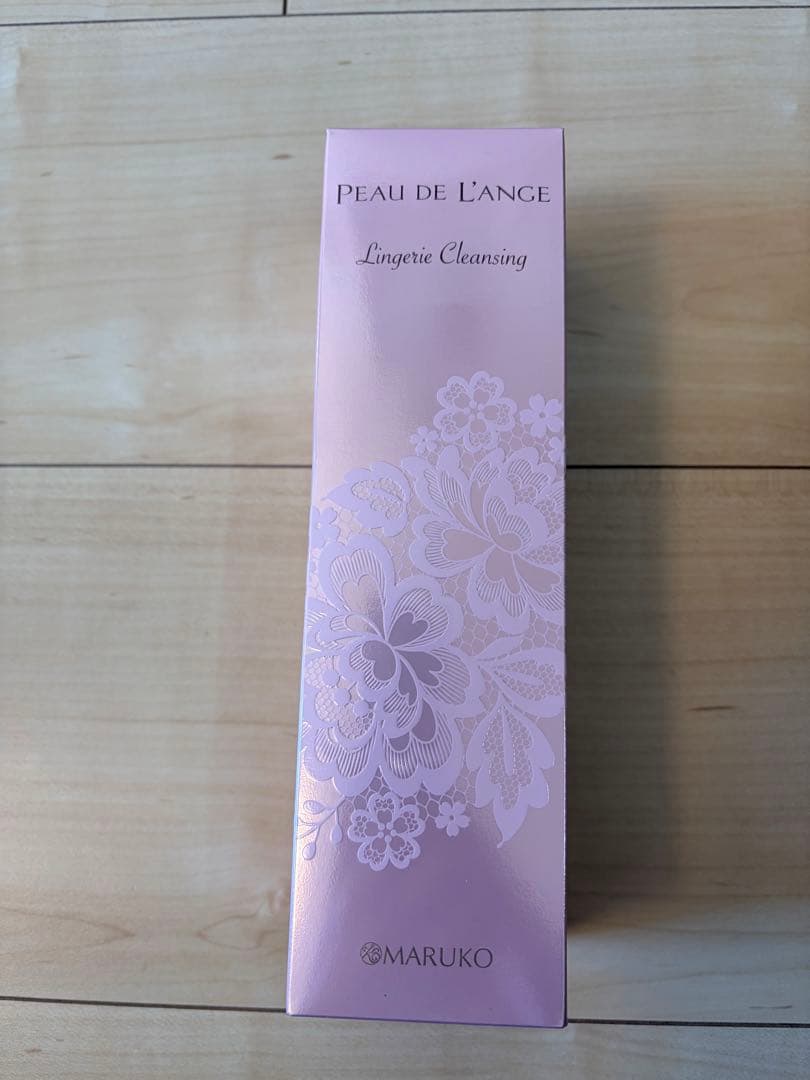 PEAU DE L'ANGE
Lingerie Cleansing
MARUKO